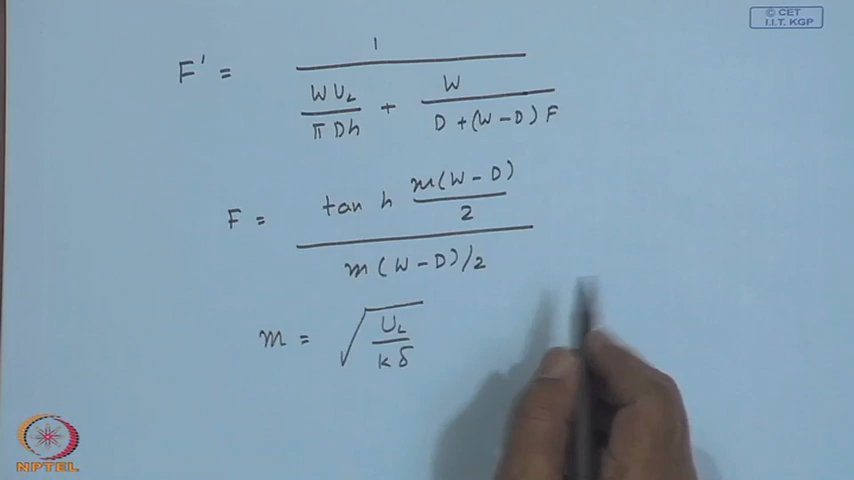 © CET
I.I.T. KGP
F' = 1 / (W U_L / π D h + W / D + (W - D) F)
F = tan h m(W - D) / 2 / m (W - D)/2
m = √(U_L / k δ)
NPTEL